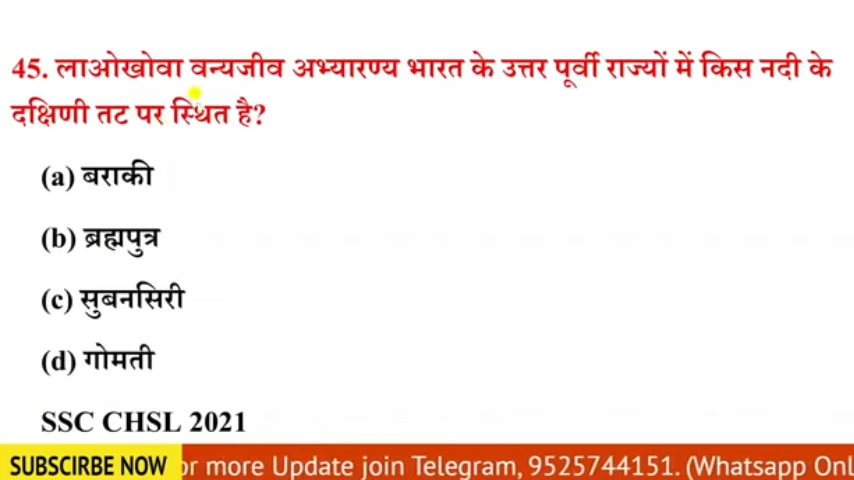 45. लाओखोवा वन्यजीव अभ्यारण्य भारत के उत्तर पूर्वी राज्यों में किस नदी के
दक्षिणी तट पर स्थित है?
(a) बराकी
(b) ब्रह्मपुत्र
(c) सुबनसिरी
(d) गोमती
SSC CHSL 2021
SUBSCIRBE NOW or more Update join Telegram, 9525744151. (Whatsapp Onl